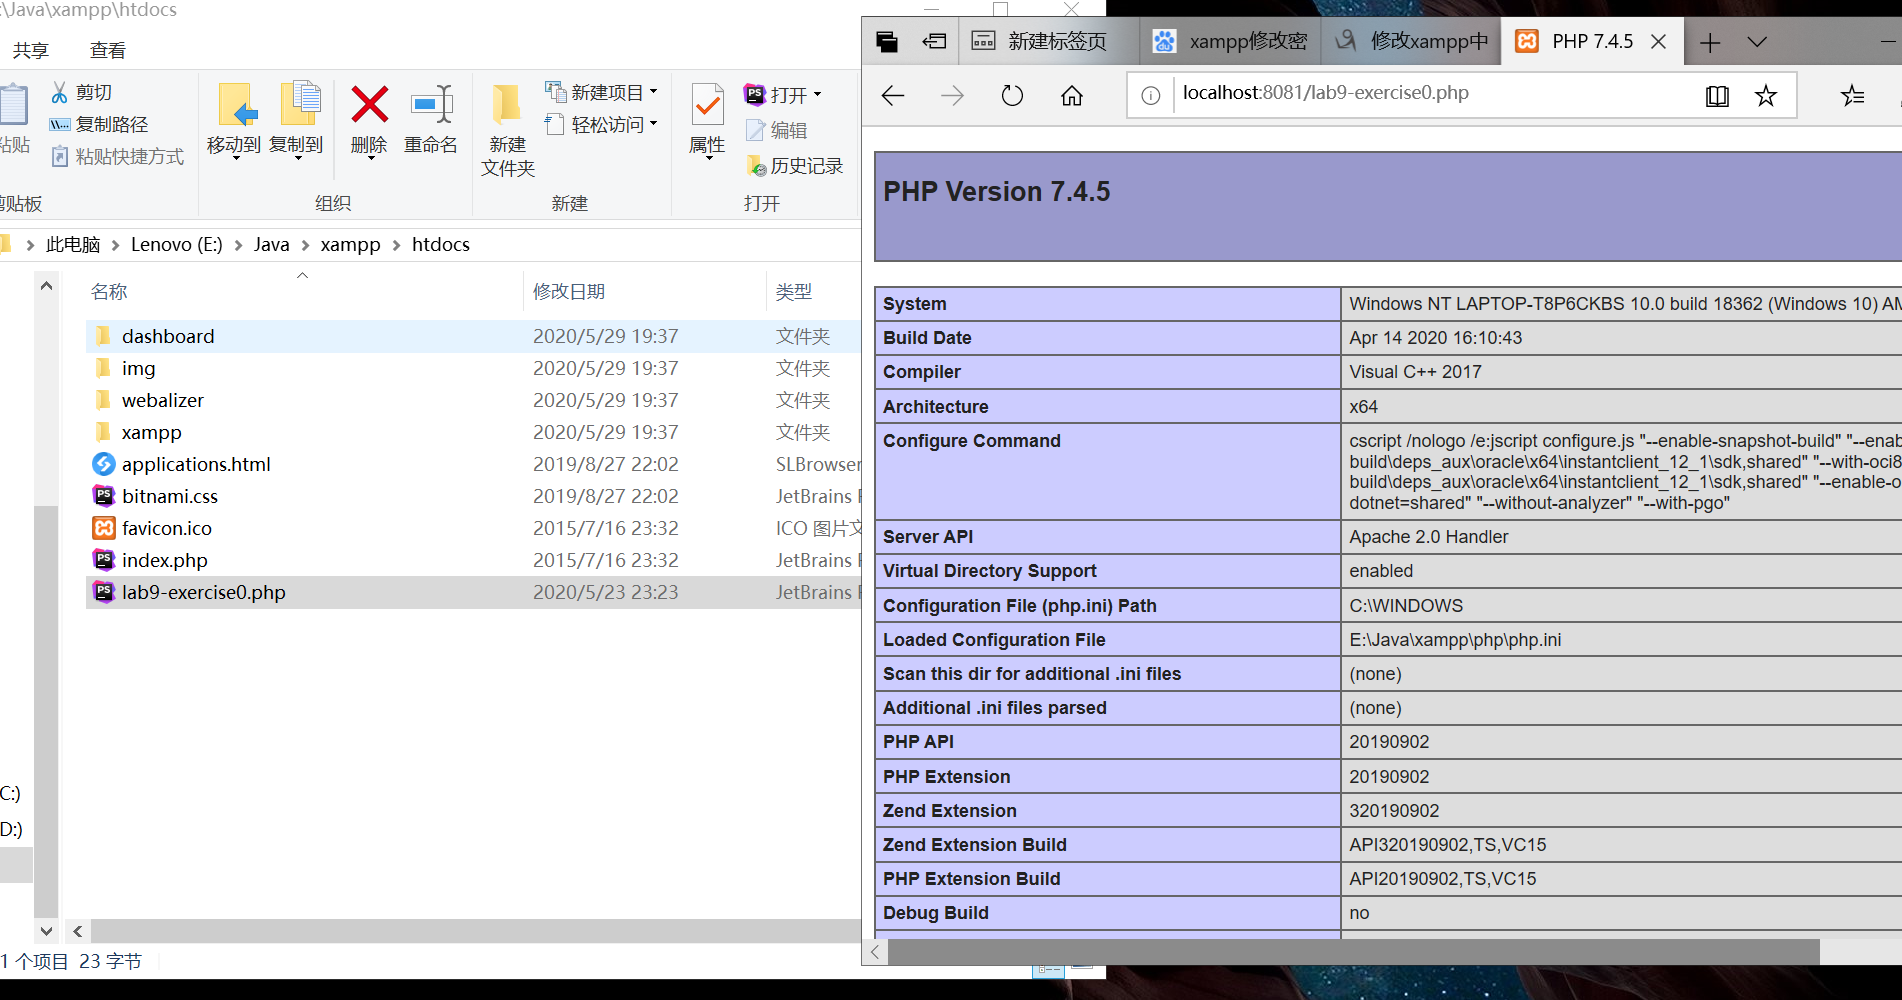 :\Java\xampp\htdocs
共享 查看
剪切
复制路径
粘贴快捷方式
粘贴
移动到 复制到 删除 重命名
新建
文件夹
新建项目
轻松访问
属性
打开
编辑
历史记录
剪贴板 组织 新建 打开
此电脑 Lenovo (E:) Java xampp htdocs
名称 修改日期 类型
dashboard 2020/5/29 19:37 文件夹
img 2020/5/29 19:37 文件夹
webalizer 2020/5/29 19:37 文件夹
xampp 2020/5/29 19:37 文件夹
applications.html 2019/8/27 22:02 SLBrowser
bitnami.css 2019/8/27 22:02 JetBrains
favicon.ico 2015/7/16 23:32 ICO 图片文
index.php 2015/7/16 23:32 JetBrains
lab9-exercise0.php 2020/5/23 23:23 JetBrains
C:)
D:)
1 个项目 23 字节
新建标签页 xampp修改密 修改xampp中 PHP 7.4.5
localhost:8081/lab9-exercise0.php
PHP Version 7.4.5
System Windows NT LAPTOP-T8P6CKBS 10.0 build 18362 (Windows 10) AM
Build Date Apr 14 2020 16:10:43
Compiler Visual C++ 2017
Architecture x64
Configure Command cscript /nologo /e:jscript configure.js "--enable-snapshot-build" "--enab
build\deps_aux\oracle\x64\instantclient_12_1\sdk,shared" "--with-oci8
build\deps_aux\oracle\x64\instantclient_12_1\sdk,shared" "--enable-o
dotnet=shared" "--without-analyzer" "--with-pgo"
Server API Apache 2.0 Handler
Virtual Directory Support enabled
Configuration File (php.ini) Path C:\WINDOWS
Loaded Configuration File E:\Java\xampp\php\php.ini
Scan this dir for additional .ini files (none)
Additional .ini files parsed (none)
PHP API 20190902
PHP Extension 20190902
Zend Extension 320190902
Zend Extension Build API320190902,TS,VC15
PHP Extension Build API20190902,TS,VC15
Debug Build no